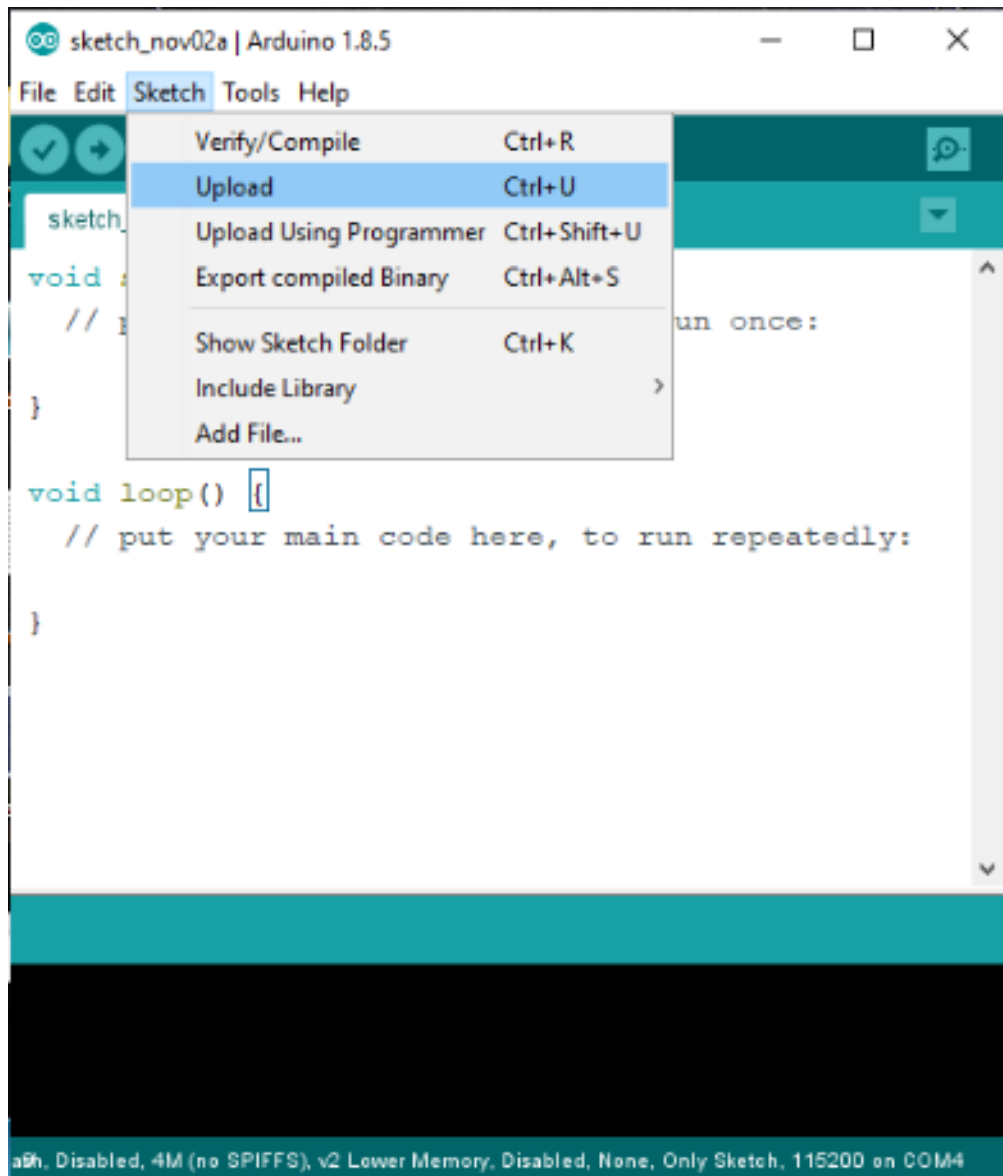 sketch_nov02a | Arduino 1.8.5
File Edit Sketch Tools Help
Verify/Compile Ctrl+R
Upload Ctrl+U
sketch_
Upload Using Programmer Ctrl+Shift+U
void
Export compiled Binary Ctrl+Alt+S
// un once:
Show Sketch Folder Ctrl+K
Include Library
}
Add File...
void loop() {
// put your main code here, to run repeatedly:
}
Disabled, 4M (no SPIFFS), v2 Lower Memory, Disabled, None, Only Sketch, 115200 on COM4